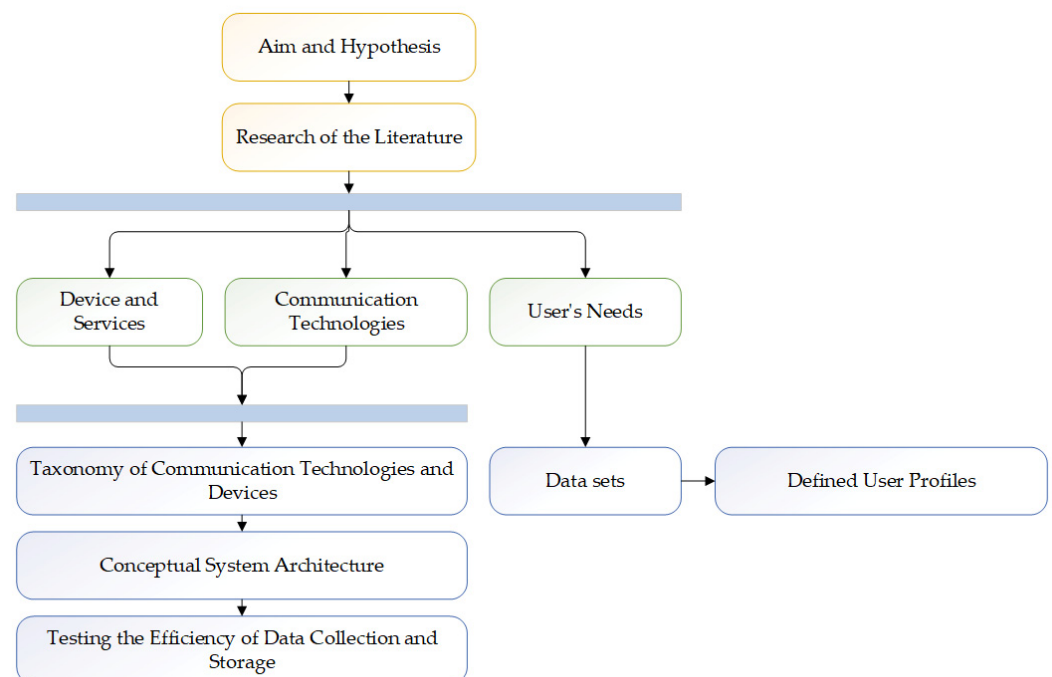 Aim and Hypothesis
Research of the Literature
Device and
Services
Communication
Technologies
User's Needs
Taxonomy of Communication Technologies and
Devices
Data sets
Defined User Profiles
Conceptual System Architecture
Testing the Efficiency of Data Collection and
Storage